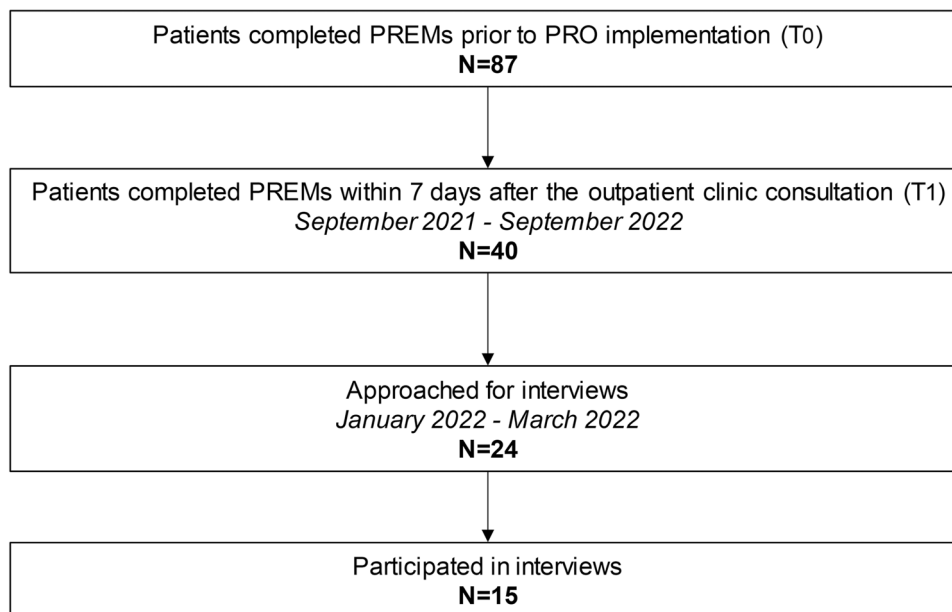 Patients completed PREMs prior to PRO implementation (T0)
N=87
Patients completed PREMs within 7 days after the outpatient clinic consultation (T1)
September 2021 - September 2022
N=40
Approached for interviews
January 2022 - March 2022
N=24
Participated in interviews
N=15